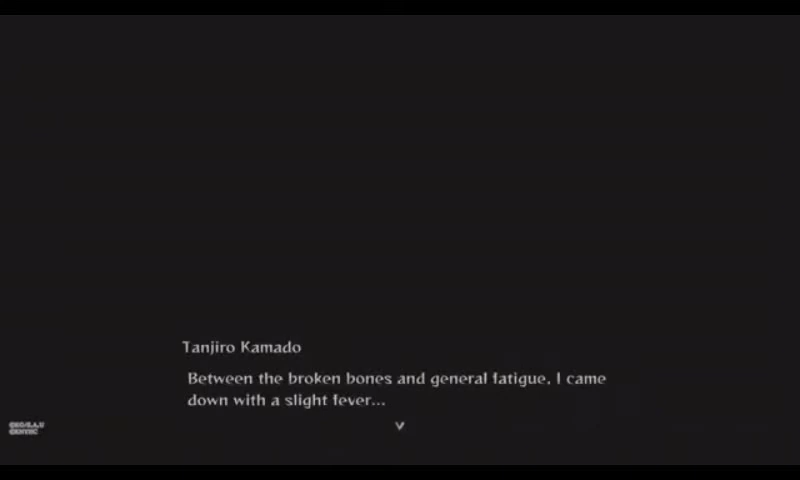 Tanjiro Kamado
Between the broken bones and general fatigue, I came
down with a slight fever...